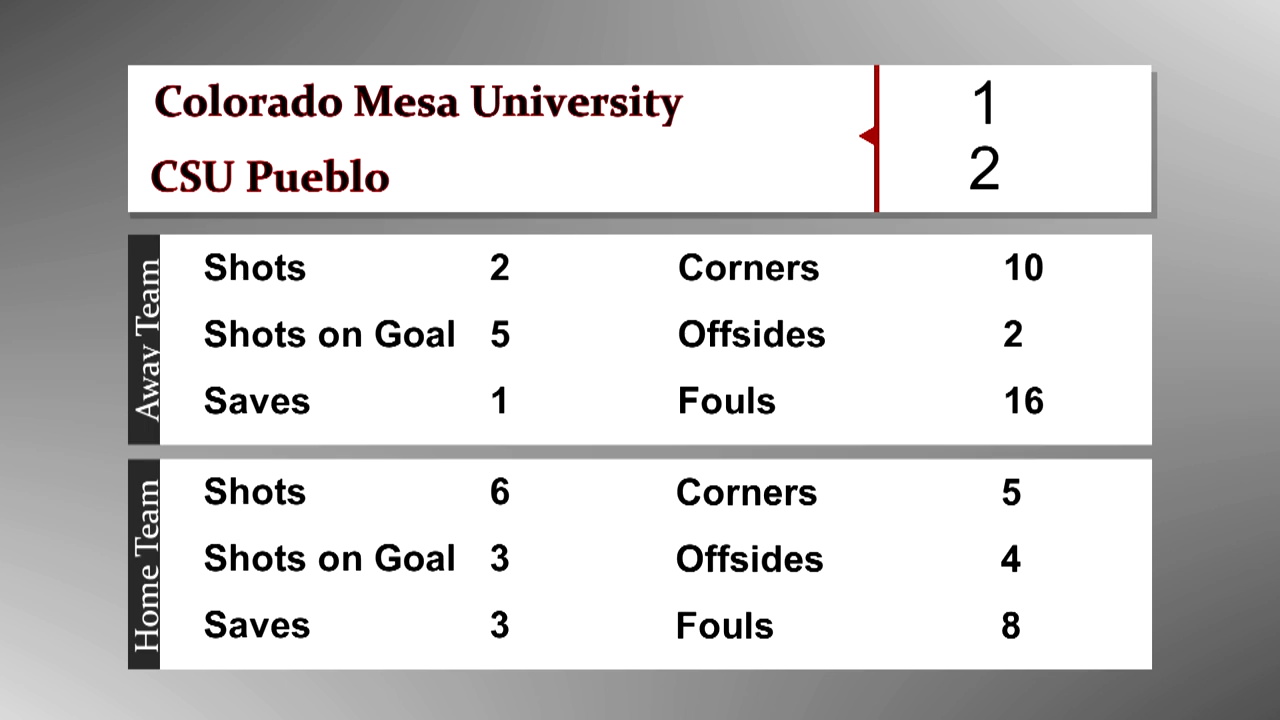 Colorado Mesa University 1
CSU Pueblo 2
Away Team
Shots 2 Corners 10
Shots on Goal 5 Offsides 2
Saves 1 Fouls 16
Home Team
Shots 6 Corners 5
Shots on Goal 3 Offsides 4
Saves 3 Fouls 8